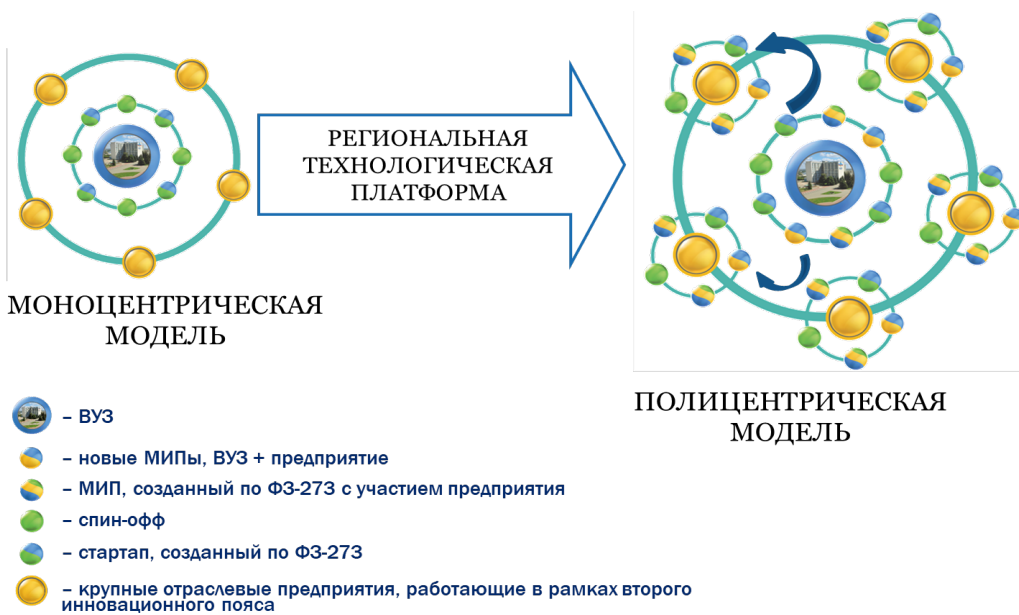 РЕГИОНАЛЬНАЯ
ТЕХНОЛОГИЧЕСКАЯ
ПЛАТФОРМА
МОНОЦЕНТРИЧЕСКАЯ
МОДЕЛЬ
ПОЛИЦЕНТРИЧЕСКАЯ
МОДЕЛЬ
– ВУЗ
– новые МИПы, ВУЗ + предприятие
– МИП, созданный по ФЗ-273 с участием предприятия
– спин-офф
– стартап, созданный по ФЗ-273
– крупные отраслевые предприятия, работающие в рамках второго
инновационного пояса